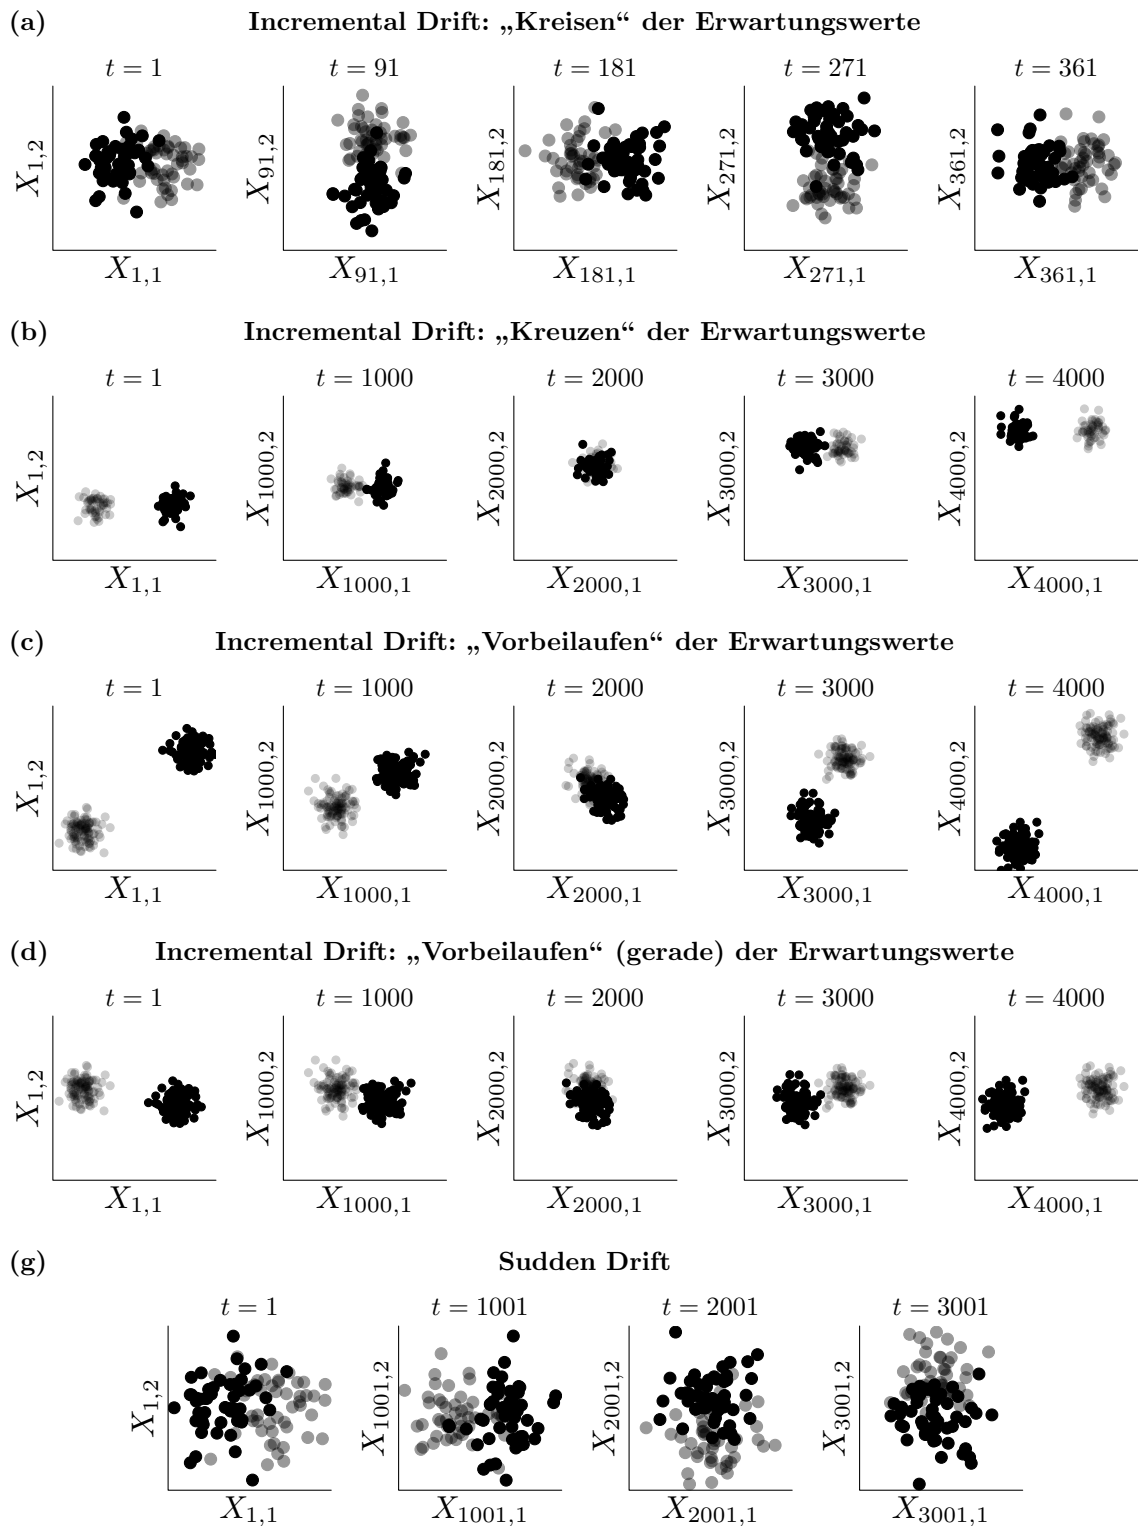 (a) Incremental Drift: „Kreisen“ der Erwartungswerte
t = 1 t = 91 t = 181 t = 271 t = 361
X1,2 X91,2 X181,2 X271,2 X361,2
X1,1 X91,1 X181,1 X271,1 X361,1
(b) Incremental Drift: „Kreuzen“ der Erwartungswerte
t = 1 t = 1000 t = 2000 t = 3000 t = 4000
X1,2 X1000,2 X2000,2 X3000,2 X4000,2
X1,1 X1000,1 X2000,1 X3000,1 X4000,1
(c) Incremental Drift: „Vorbeilaufen“ der Erwartungswerte
t = 1 t = 1000 t = 2000 t = 3000 t = 4000
X1,2 X1000,2 X2000,2 X3000,2 X4000,2
X1,1 X1000,1 X2000,1 X3000,1 X4000,1
(d) Incremental Drift: „Vorbeilaufen“ (gerade) der Erwartungswerte
t = 1 t = 1000 t = 2000 t = 3000 t = 4000
X1,2 X1000,2 X2000,2 X3000,2 X4000,2
X1,1 X1000,1 X2000,1 X3000,1 X4000,1
(g) Sudden Drift
t = 1 t = 1001 t = 2001 t = 3001
X1,2 X1001,2 X2001,2 X3001,2
X1,1 X1001,1 X2001,1 X3001,1